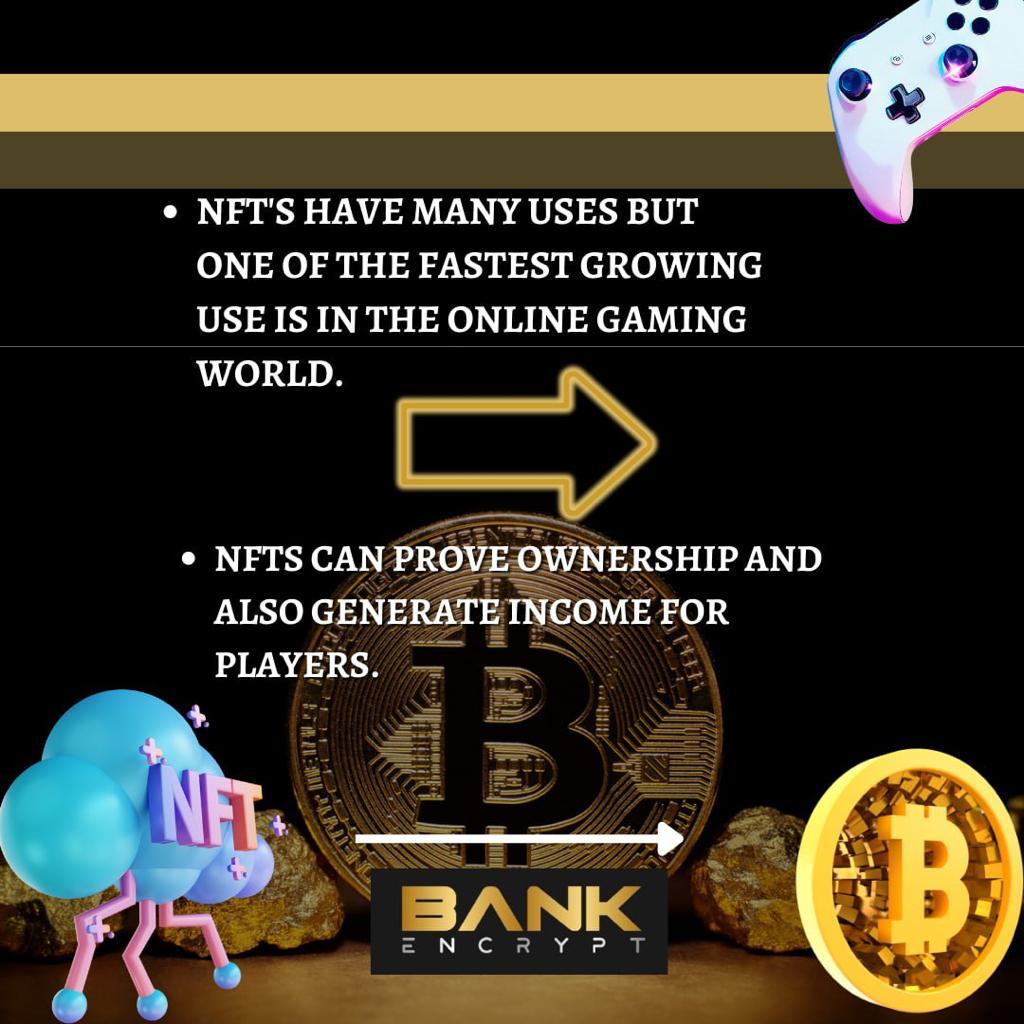 NFT'S HAVE MANY USES BUT
ONE OF THE FASTEST GROWING
USE IS IN THE ONLINE GAMING
WORLD.
NFTS CAN PROVE OWNERSHIP AND
ALSO GENERATE INCOME FOR
PLAYERS.
NFT
BANK
ENCRYPT